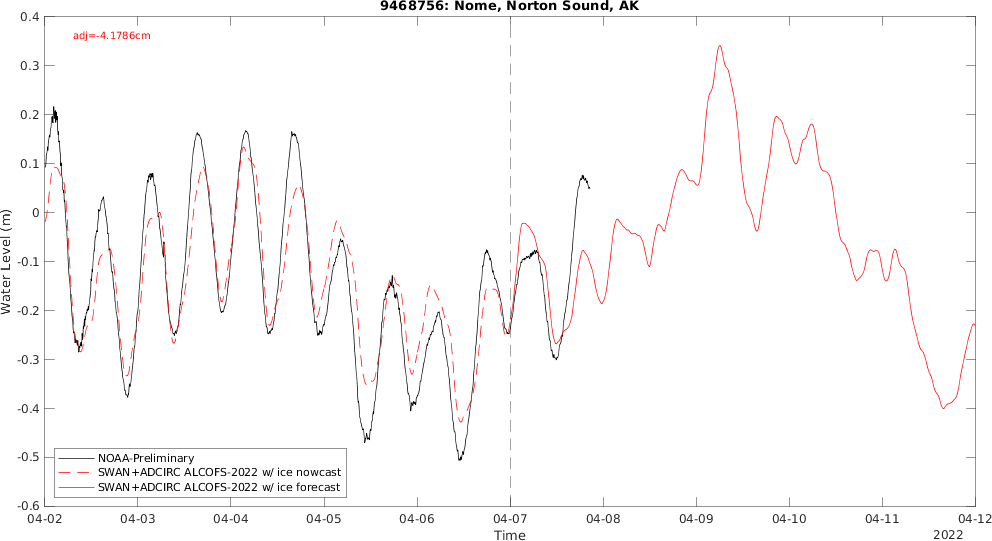 9468756: Nome, Norton Sound, AK
adj=-4.1786cm
Water Level (m)
0.4
0.3
0.2
0.1
0
-0.1
-0.2
-0.3
-0.4
-0.5
-0.6
NOAA-Preliminary
SWAN+ADCIRC ALCOFS-2022 w/ ice nowcast
SWAN+ADCIRC ALCOFS-2022 w/ ice forecast
04-02 04-03 04-04 04-05 04-06 04-07 04-08 04-09 04-10 04-11 04-12
Time
2022